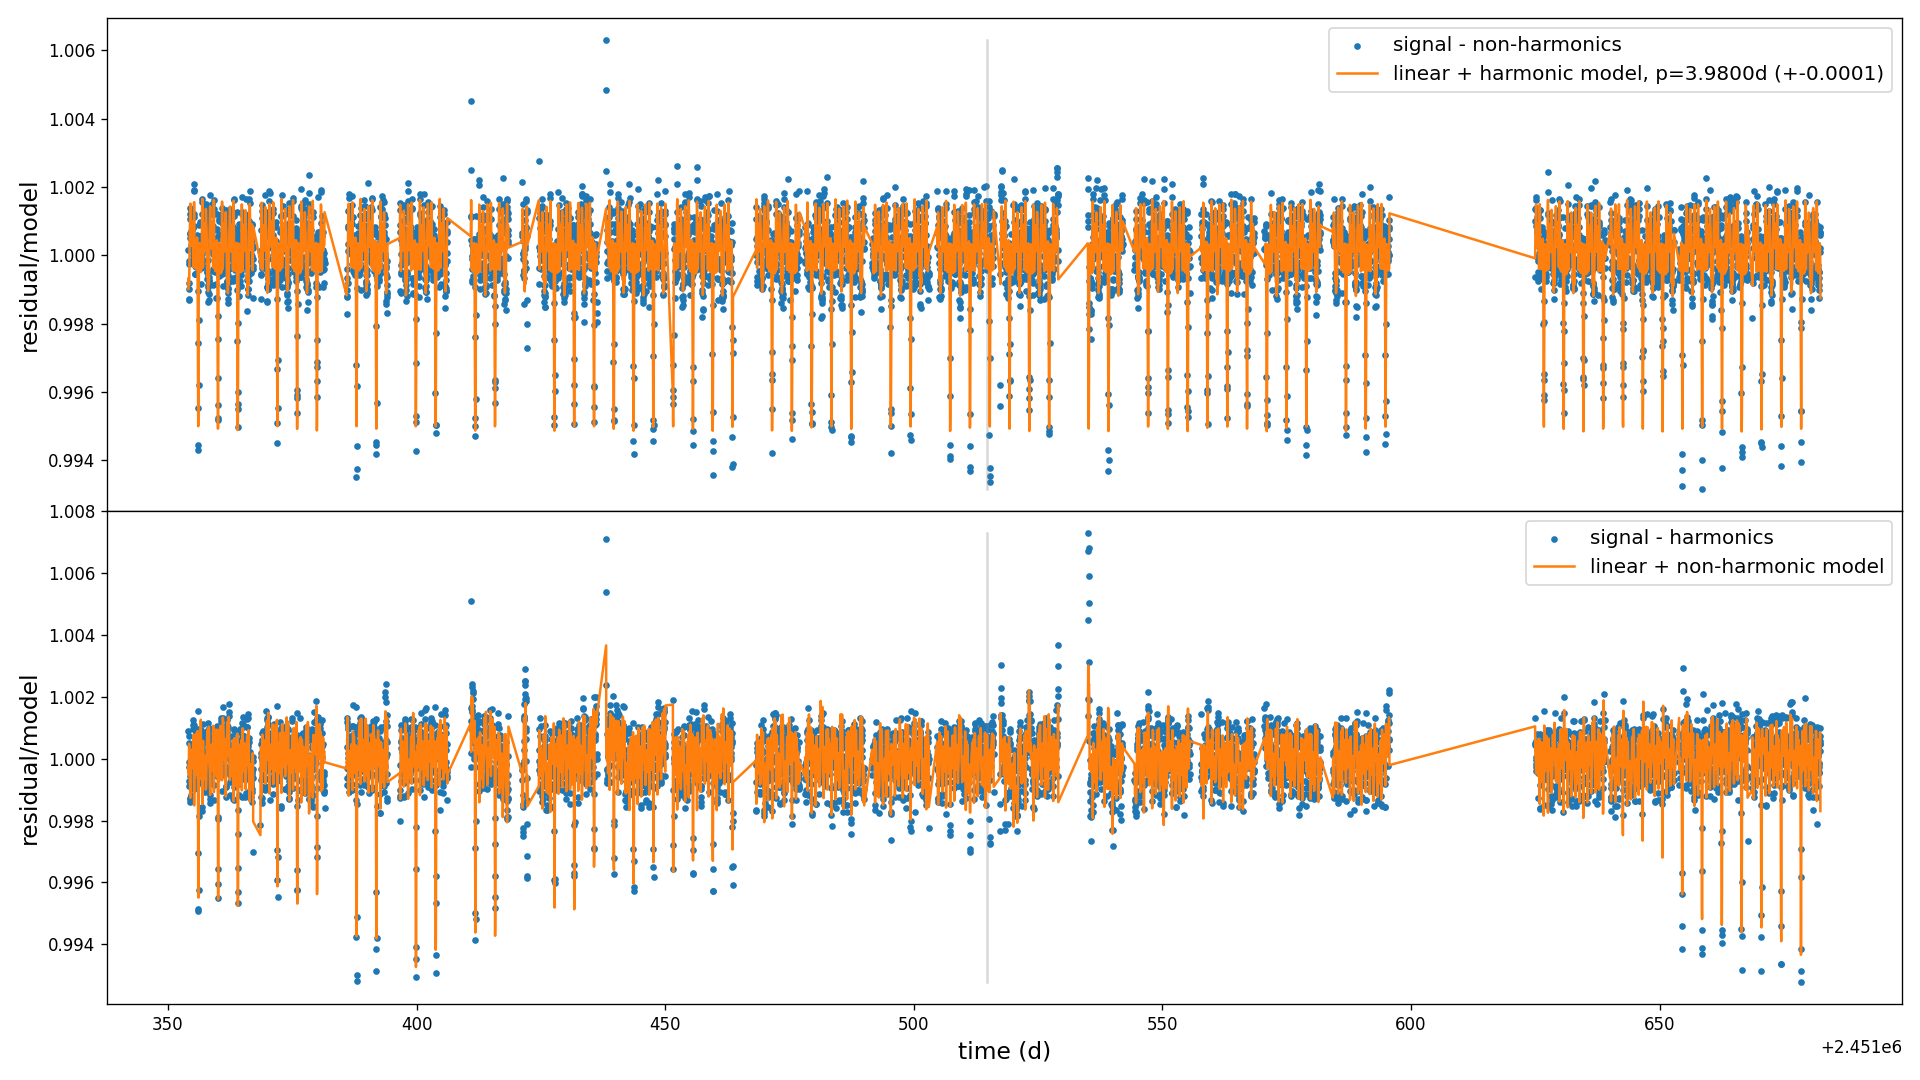 signal - non-harmonics
linear + harmonic model, p=3.9800d (+-0.0001)
1.006
1.004
1.002
1.000
0.998
0.996
0.994
residual/model
signal - harmonics
linear + non-harmonic model
1.008
1.006
1.004
1.002
1.000
0.998
0.996
0.994
residual/model
350 400 450 500 550 600 650
+2.451e6
time (d)